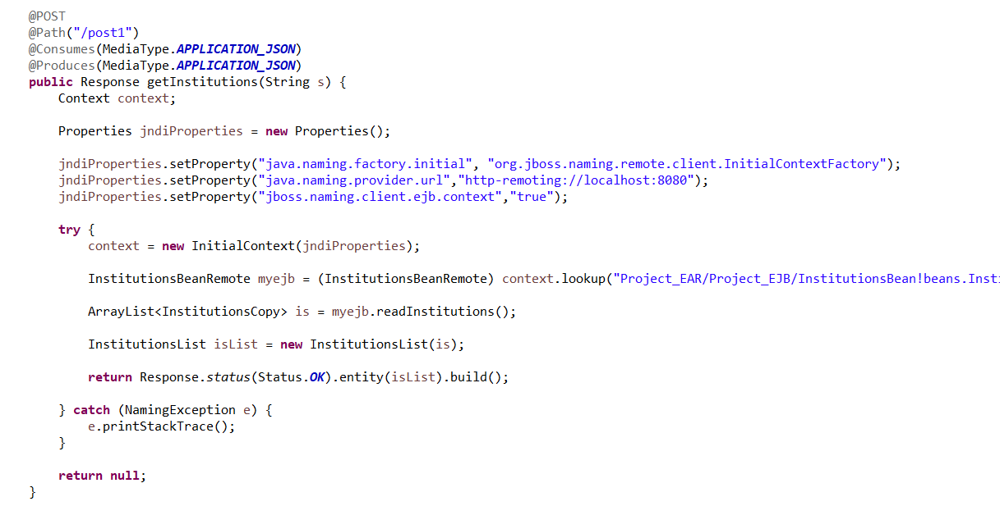 @POST
@Path("/post1")
@Consumes(MediaType.APPLICATION_JSON)
@Produces(MediaType.APPLICATION_JSON)
public Response getInstitutions(String s) {
Context context;
Properties jndiProperties = new Properties();
jndiProperties.setProperty("java.naming.factory.initial", "org.jboss.naming.remote.client.InitialContextFactory");
jndiProperties.setProperty("java.naming.provider.url","http-remoting://localhost:8080");
jndiProperties.setProperty("jboss.naming.client.ejb.context","true");
try {
context = new InitialContext(jndiProperties);
InstitutionsBeanRemote myejb = (InstitutionsBeanRemote) context.lookup("Project_EAR/Project_EJB/InstitutionsBean!beans.Insti
ArrayList<InstitutionsCopy> is = myejb.readInstitutions();
InstitutionsList isList = new InstitutionsList(is);
return Response.status(Status.OK).entity(isList).build();
} catch (NamingException e) {
e.printStackTrace();
}
return null;
}